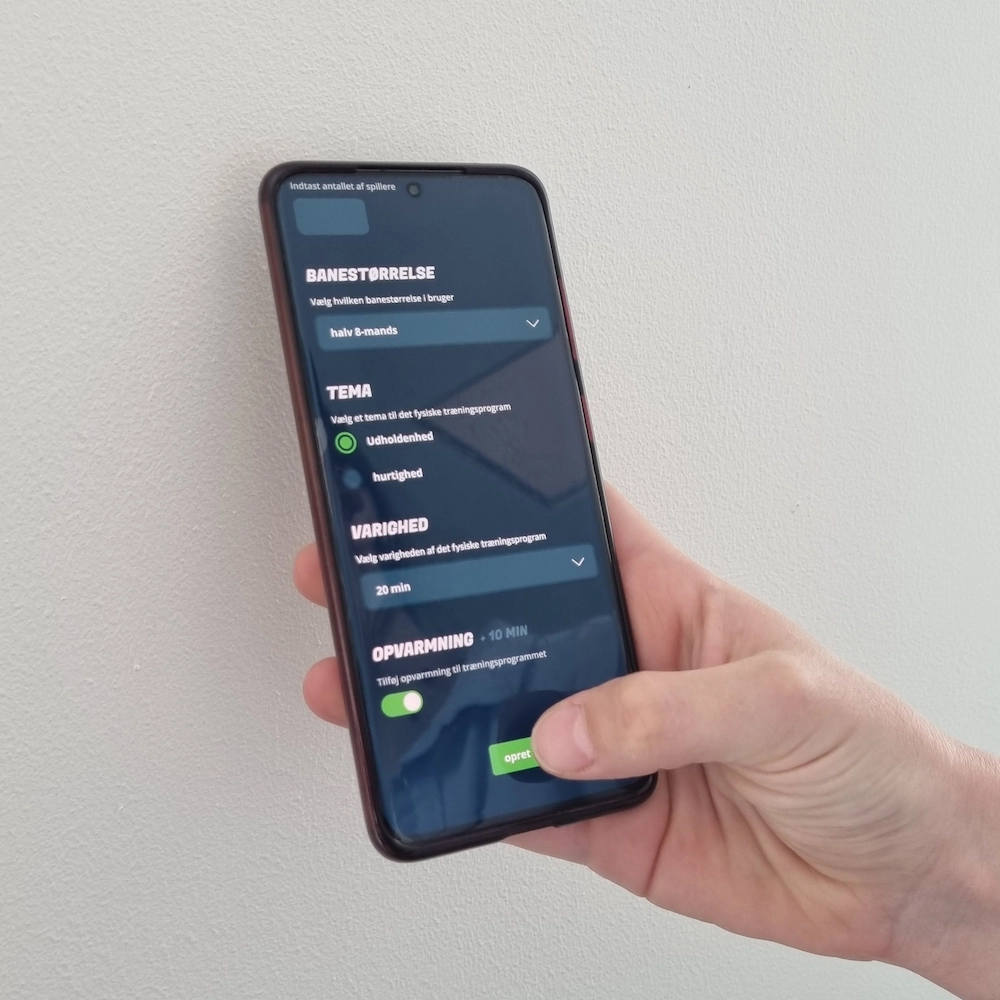 Indtast antallet af spillere
BANESTØRRELSE
Vælg hvilken banestørrelse i bruger
halv 8-mands
TEMA
Vælg et tema til det fysiske træningsprogram
Udholdenhed
hurtighed
VARIGHED
Vælg varigheden af det fysiske træningsprogram
20 min
OPVARMNING + 10 MIN
Tilføj opvarmning til træningsprogrammet
opret